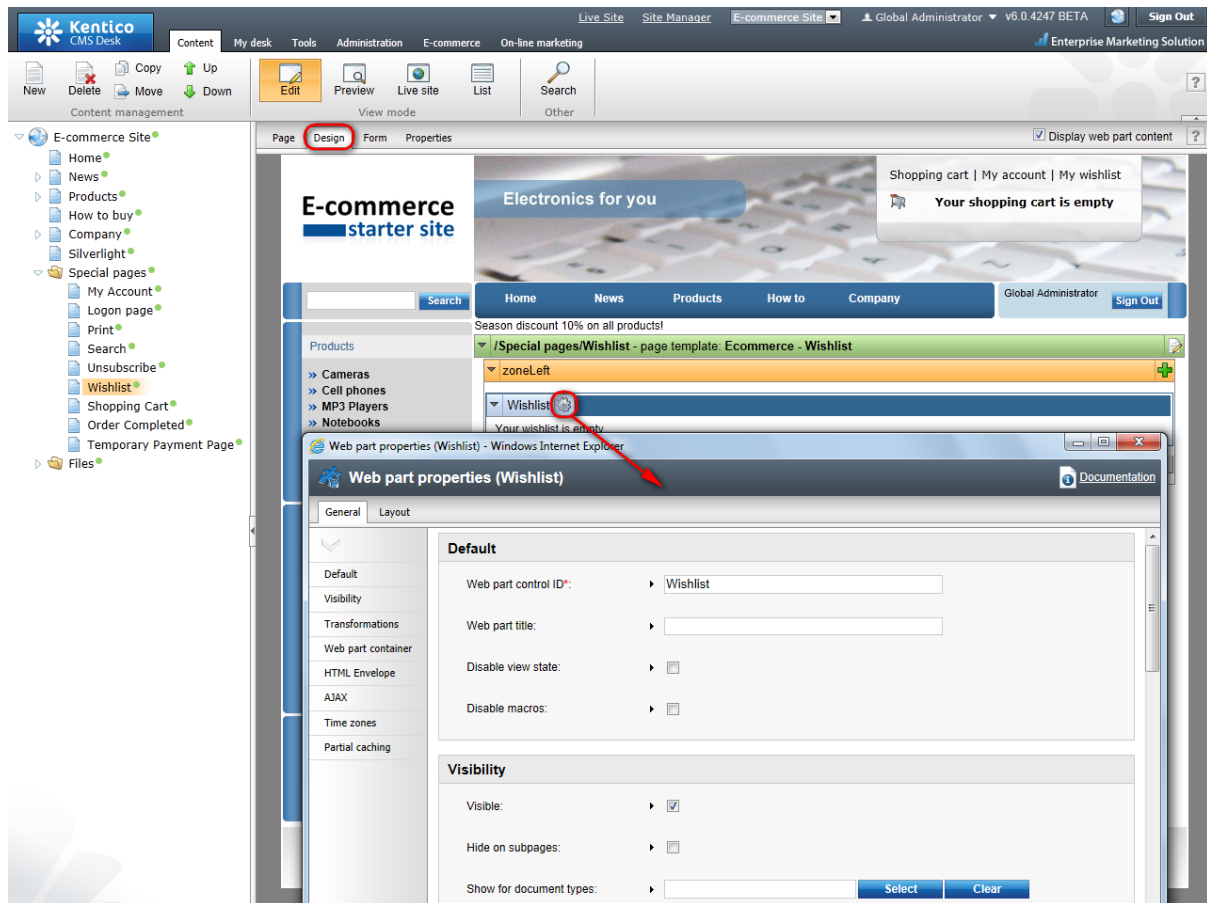 Kentico
CMS Desk
Live Site Site Manager E-commerce Site Global Administrator v6.0.4247 BETA Sign Out
Content My desk Tools Administration E-commerce On-line marketing
Enterprise Marketing Solution
New Delete Copy Move Up Down
Content management
Edit Preview Live site List
View mode
Search
Other
?
E-commerce Site
Home
News
Products
How to buy
Company
Silverlight
Special pages
My Account
Logon page
Print
Search
Unsubscribe
Wishlist
Shopping Cart
Order Completed
Temporary Payment Page
Files
Page Design Form Properties
Display web part content ?
E-commerce
starter site
Electronics for you
Shopping cart | My account | My wishlist
Your shopping cart is empty
Search
Home News Products How to Company
Global Administrator
Sign Out
Season discount 10% on all products!
Products
» Cameras
» Cell phones
» MP3 Players
» Notebooks
/Special pages/Wishlist - page template: Ecommerce - Wishlist
zoneLeft
Wishlist
Your wishlist is empty
Web part properties (Wishlist) - Windows Internet Explorer
Web part properties (Wishlist)
Documentation
General Layout
Default
Visibility
Transformations
Web part container
HTML Envelope
AJAX
Time zones
Partial caching
Default
Web part control ID*: Wishlist
Web part title:
Disable view state:
Disable macros:
Visibility
Visible:
Hide on subpages:
Show for document types: Select Clear